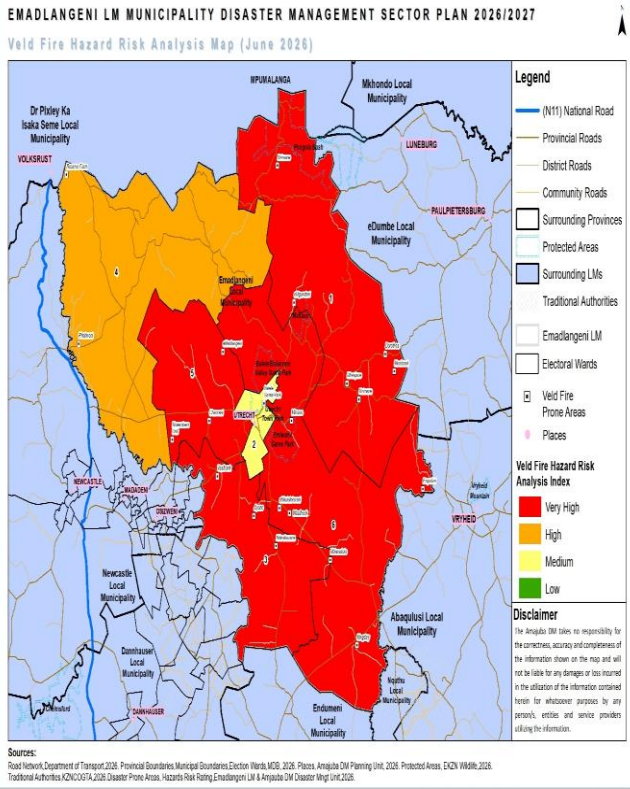 EMADLANGENI LM MUNICIPALITY DISASTER MANAGEMENT SECTOR PLAN 2026/2027
Veld Fire Hazard Risk Analysis Map (June 2026)
N
MPUMALANGA
Mkhondo Local
Municipality
Dr Pixley Ka
Isaka Seme Local
Municipality
VOLKSRUST
LUNEBURG
PAULPIETERSBURG
eDumbe Local
Municipality
4
Emadlangeni
Local
Municipality
1
5
UTRECHT
2
NEWCASTLE
MADADENI
OSIZWENI
Vryheid
Mountain
VRYHEID
6
3
Newcastle
Local
Municipality
Dannhauser
Local
Municipality
DANNHAUSER
Abaqulusi Local
Municipality
Nquthu
Local
Municipality
Endumeni
Local
Municipality
Legend
(N11) National Road
Provincial Roads
District Roads
Community Roads
Surrounding Provinces
Protected Areas
Surrounding LMs
Traditional Authorities
Emadlangeni LM
Electoral Wards
Veld Fire
Prone Areas
Places
Veld Fire Hazard Risk
Analysis Index
Very High
High
Medium
Low
Disclaimer
The Amajuba DM takes no responsibility for
the correctness, accuracy and completeness of
the information shown on the map and will
not be liable for any damages or loss incurred
in the utilization of the information contained
herein for whatsoever purposes by any
person/s, entities and service providers
utilizing the information.
Sources:
Road Network,Department of Transport,2026. Provincial Boundaries,Municipal Boundaries,Election Wards,MDB, 2026. Places, Amajuba DM Planning Unit, 2026. Protected Areas, EKZN Wildlife,2026.
Traditional Authorities,KZNCOGTA,2026.Disaster Prone Areas, Hazards Risk Rating,Emadlangeni LM & Amjauba DM Disaster Mngt Unit,2026.